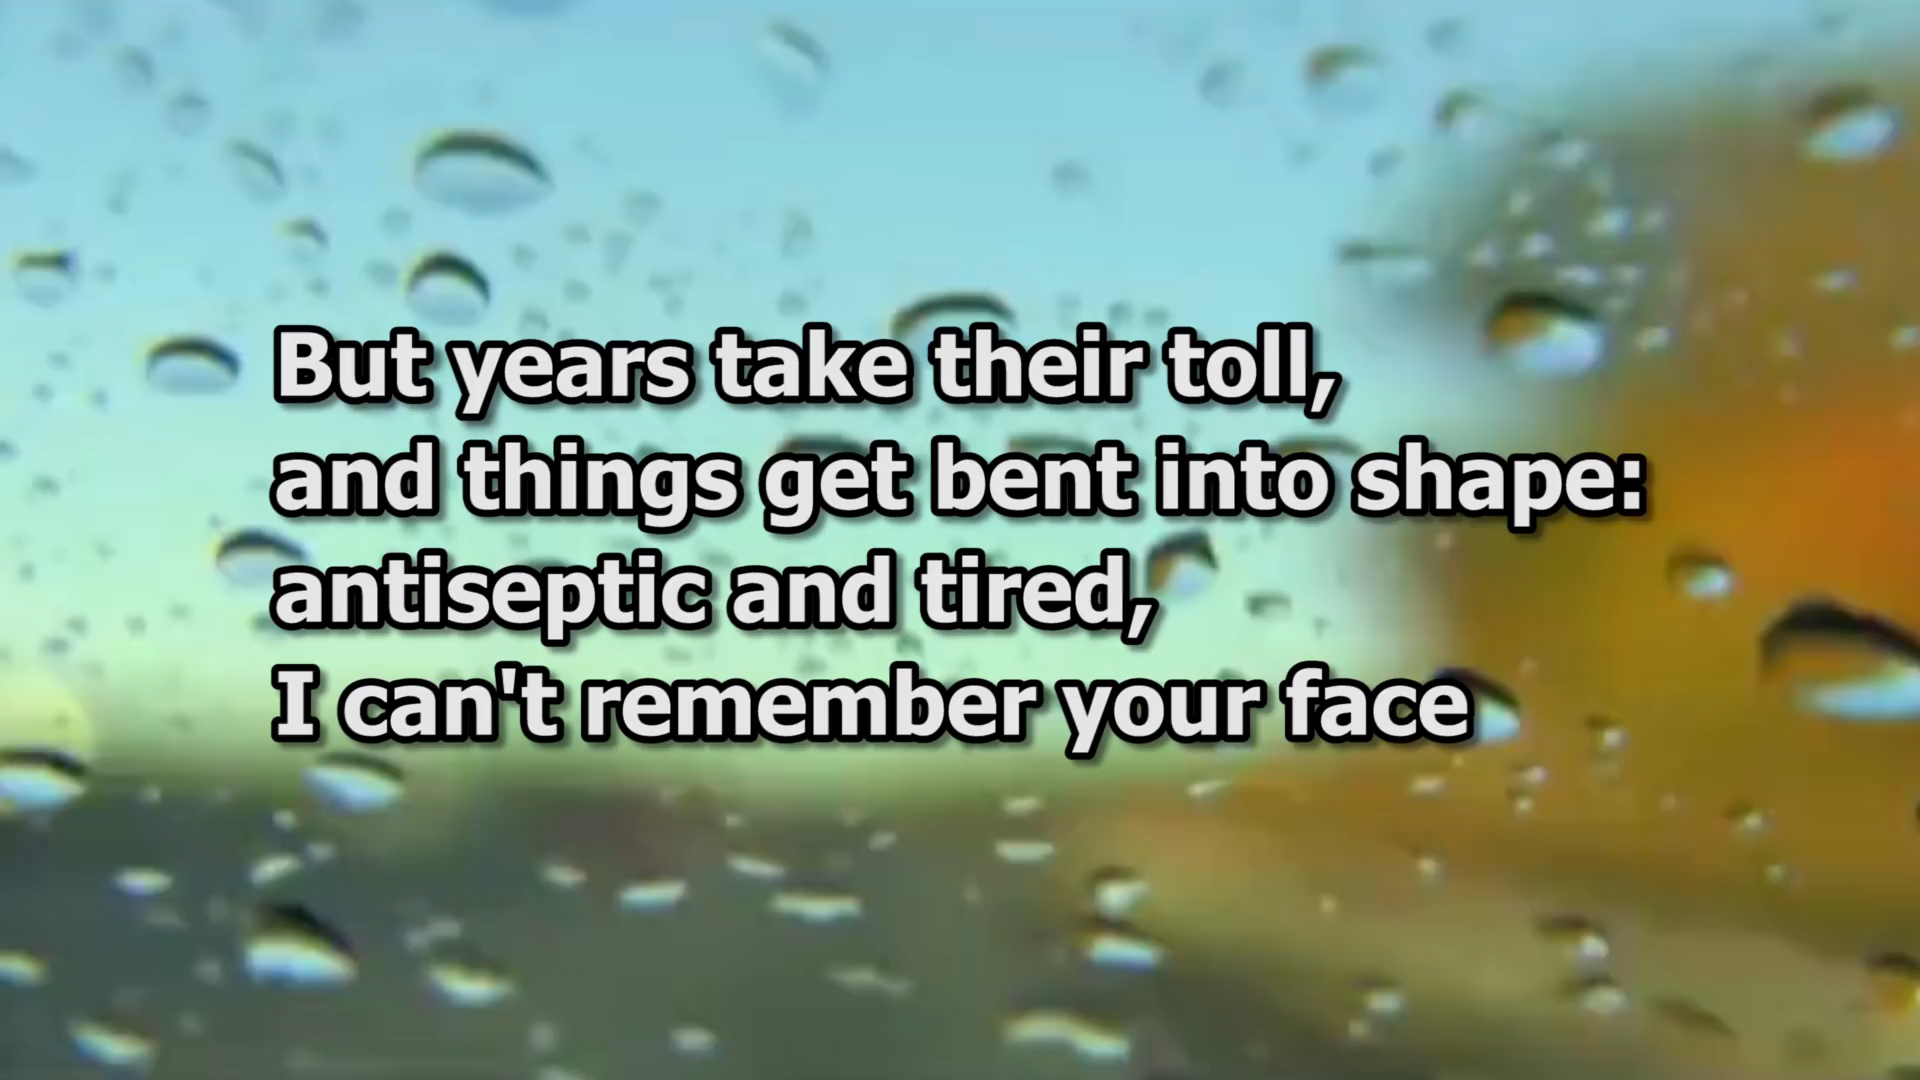 But years take their toll,
and things get bent into shape:
antiseptic and tired,
I can't remember your face